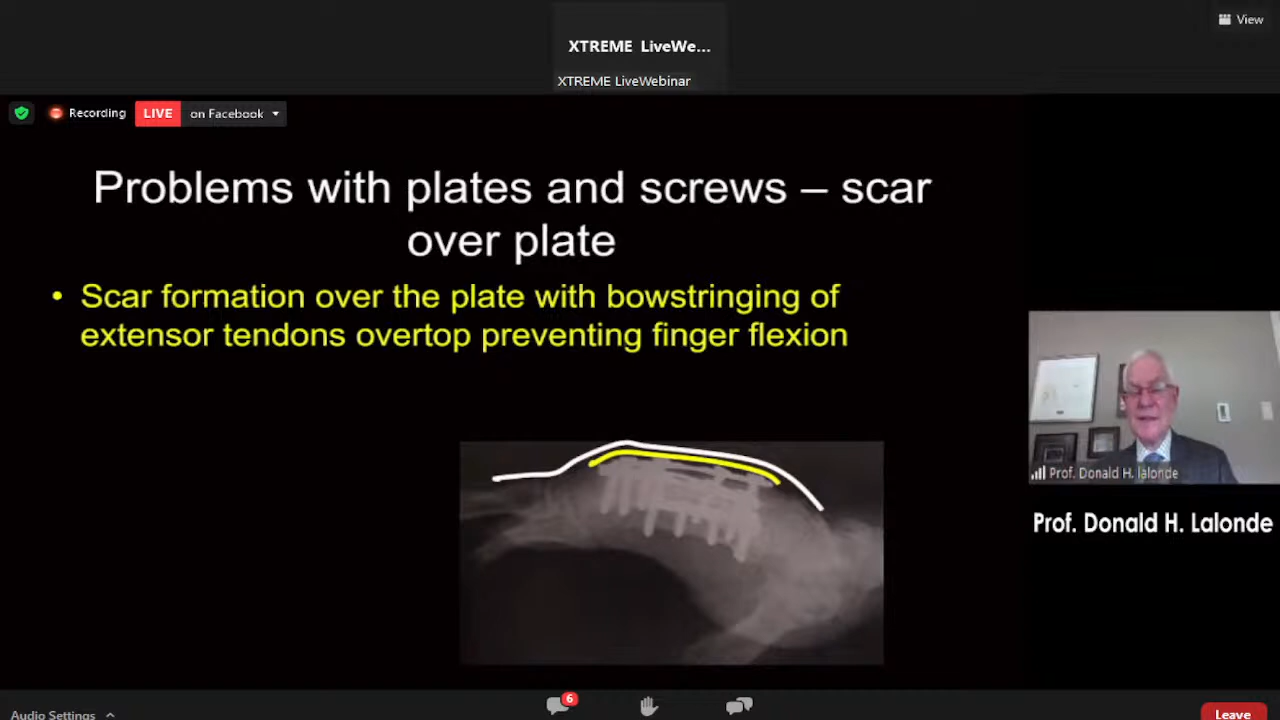 View
XTREME LiveWe...
XTREME LiveWebinar
Recording
LIVE
on Facebook
Problems with plates and screws – scar
over plate
• Scar formation over the plate with bowstringing of
extensor tendons overtop preventing finger flexion
Prof. Donald H. lalonde
Prof. Donald H. Lalonde
6
Audio Settings
Leave